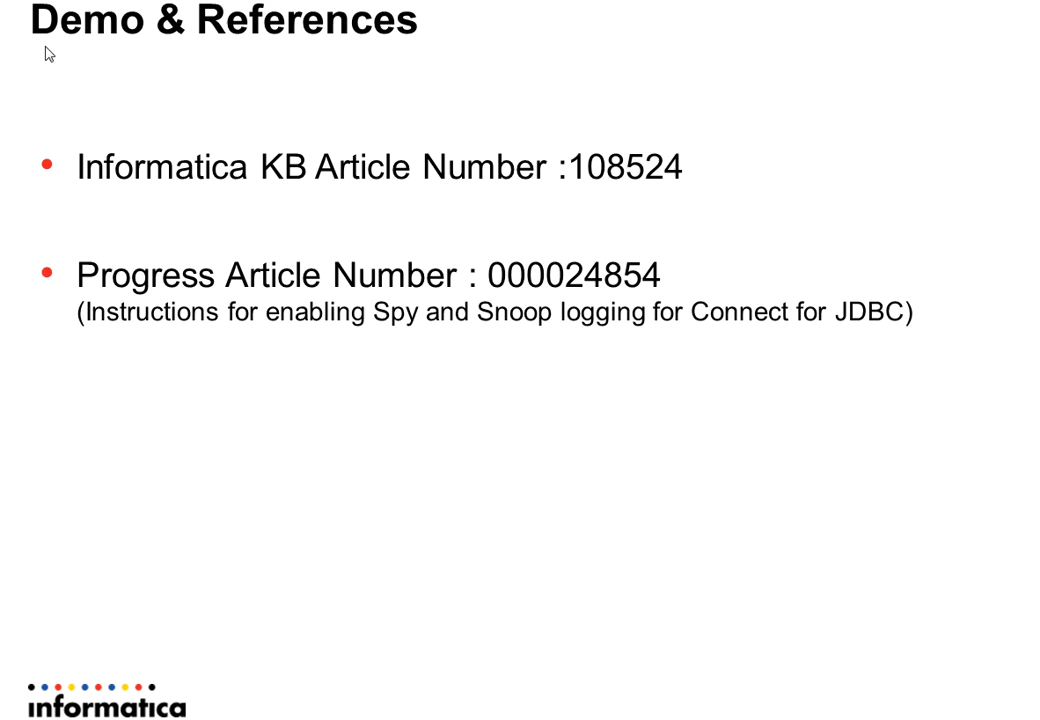 Demo & References
• Informatica KB Article Number :108524
• Progress Article Number : 000024854
(Instructions for enabling Spy and Snoop logging for Connect for JDBC)
informatica